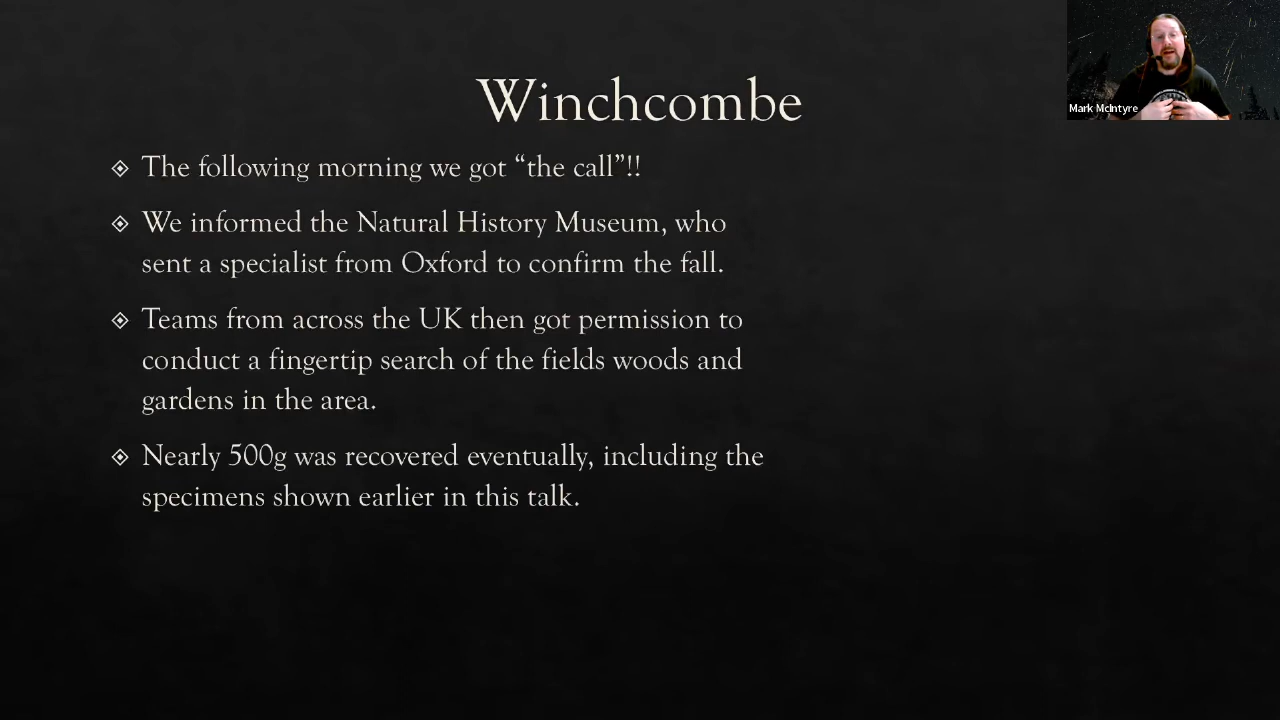 Winchcombe
The following morning we got “the call”!!
We informed the Natural History Museum, who
sent a specialist from Oxford to confirm the fall.
Teams from across the UK then got permission to
conduct a fingertip search of the fields woods and
gardens in the area.
Nearly 500g was recovered eventually, including the
specimens shown earlier in this talk.
Mark McIntyre